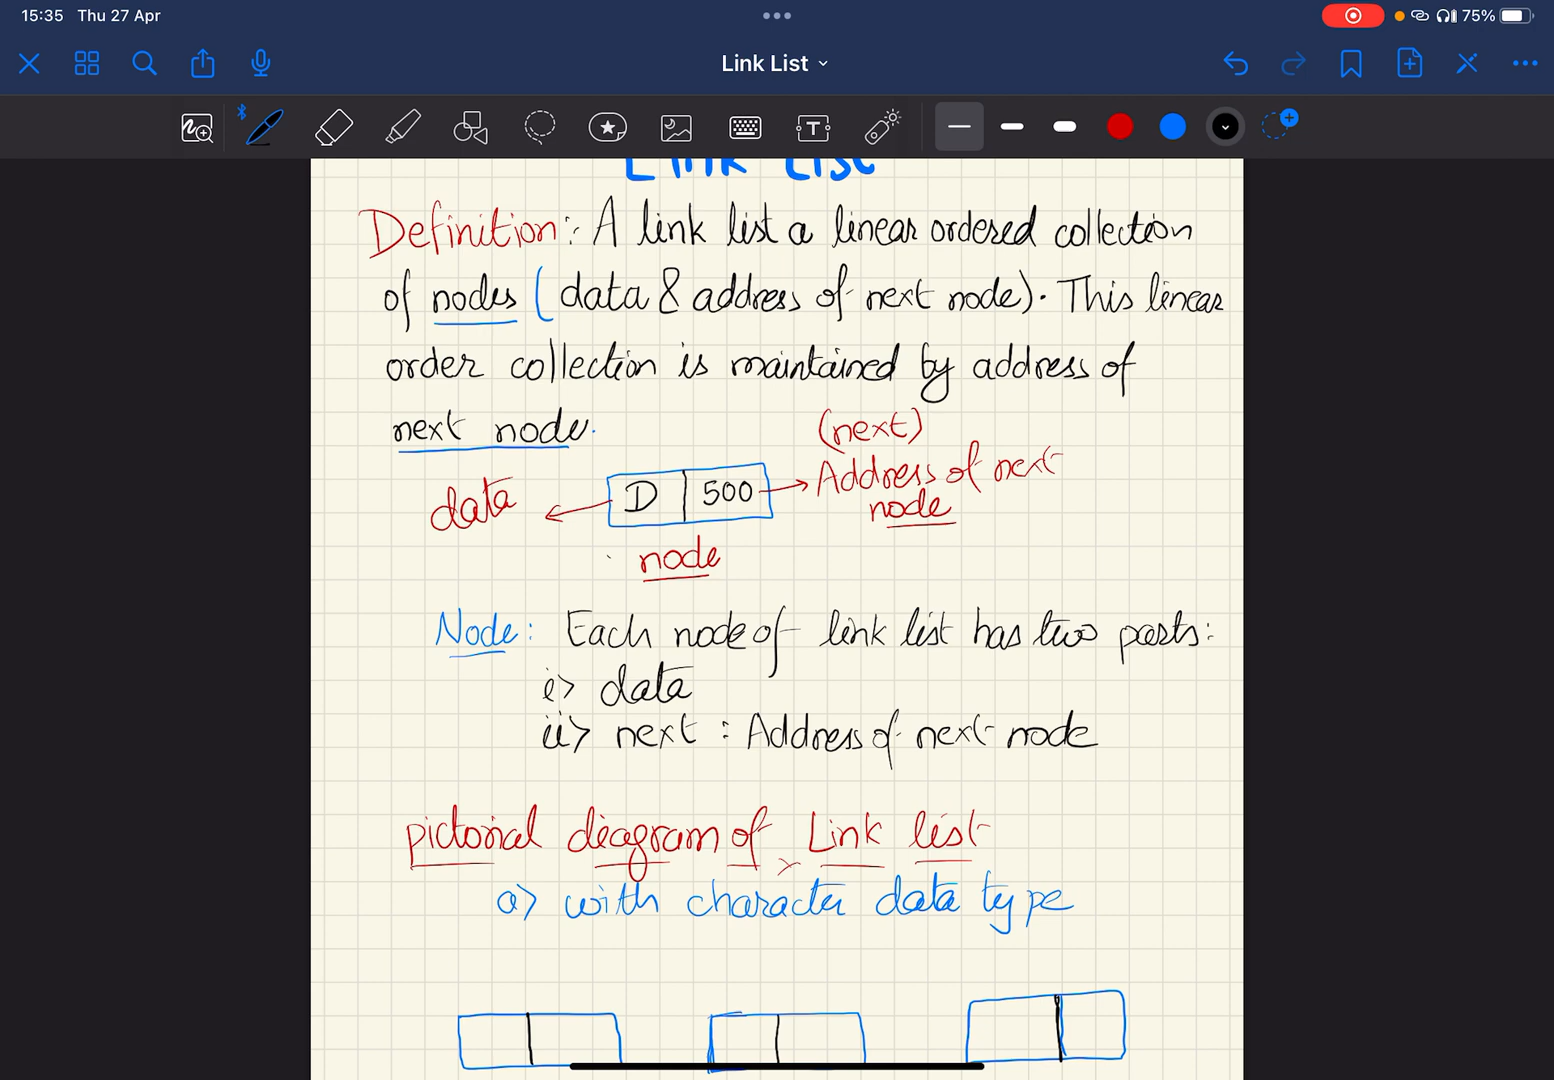 15:35 Thu 27 Apr
75%
Link List
T
Link List
Definition: A link list a linear ordered collection
of nodes (data & address of next node). This linear
order collection is maintained by address of
next node.
(next)
data
D 500
Address of next
node
node
Node: Each node of link list has two parts:
i> data
ii> next : Address of next node
pictorial diagram of Link list
a> with character data type